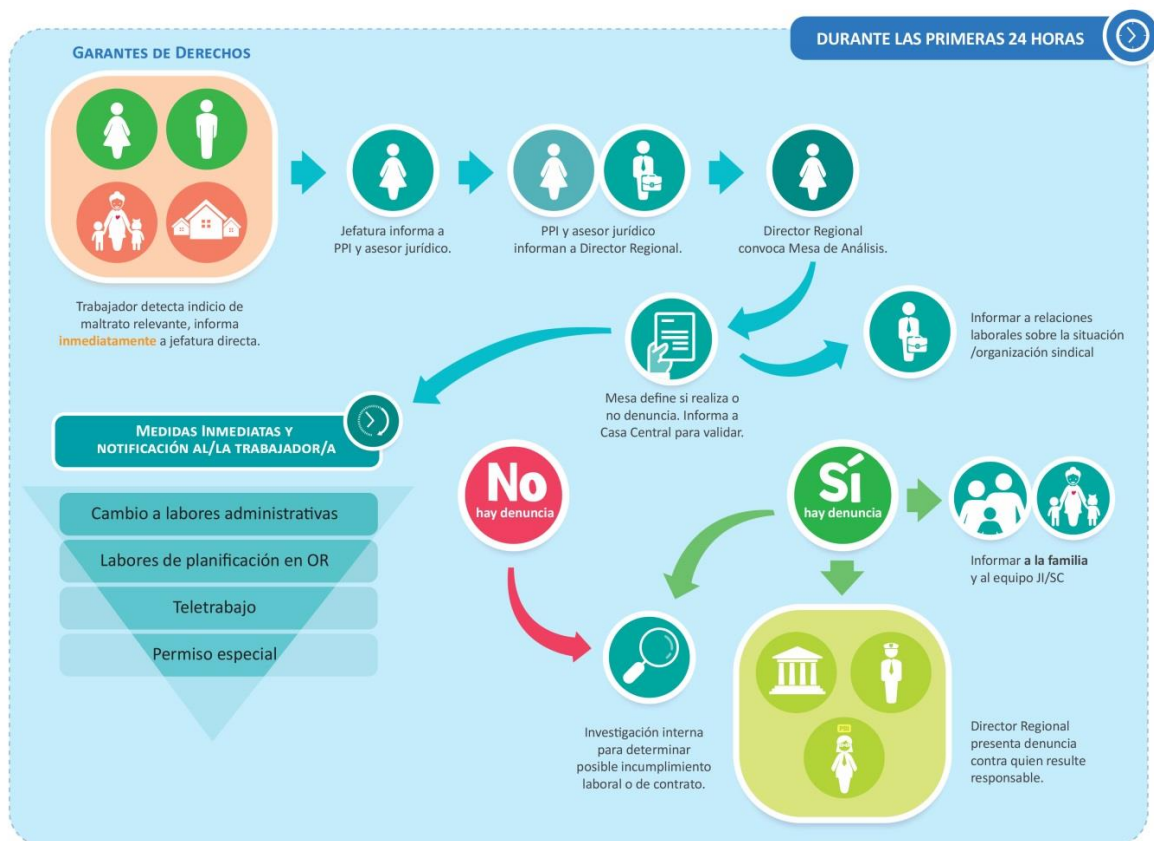 DURANTE LAS PRIMERAS 24 HORAS
GARANTES DE DERECHOS
Trabajador detecta indicio de
maltrato relevante, informa
inmediatamente a jefatura directa.
Jefatura informa a
PPI y asesor jurídico.
PPI y asesor jurídico
informan a Director Regional.
Director Regional
convoca Mesa de Análisis.
Mesa define si realiza o
no denuncia. Informa a
Casa Central para validar.
Informar a relaciones
laborales sobre la situación
/organización sindical
MEDIDAS INMEDIATAS Y
NOTIFICACIÓN AL/LA TRABAJADOR/A
Cambio a labores administrativas
Labores de planificación en OR
Teletrabajo
Permiso especial
No
hay denuncia
Sí
hay denuncia
Informar a la familia
y al equipo JI/SC
Investigación interna
para determinar
posible incumplimiento
laboral o de contrato.
Director Regional
presenta denuncia
contra quien resulte
responsable.